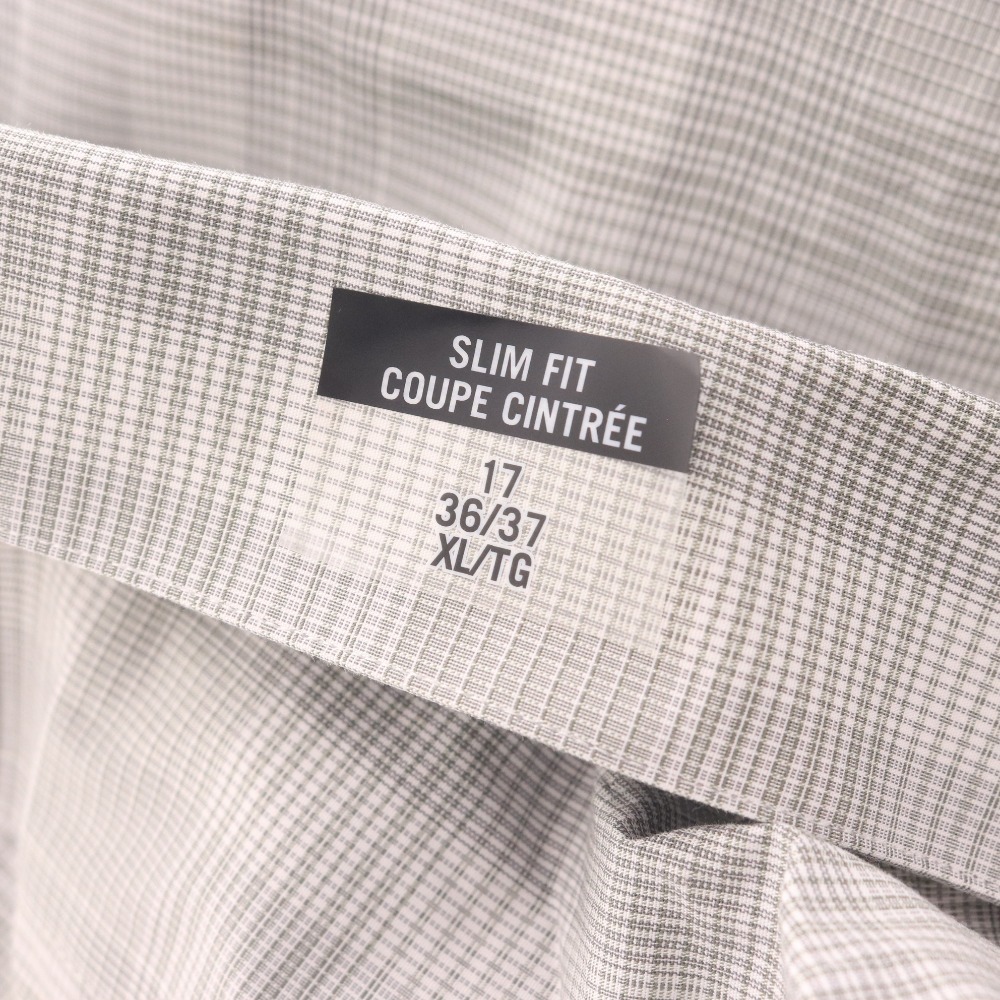 SLIM FIT
COUPE CINTRÉE
17
36/37
XL/TG